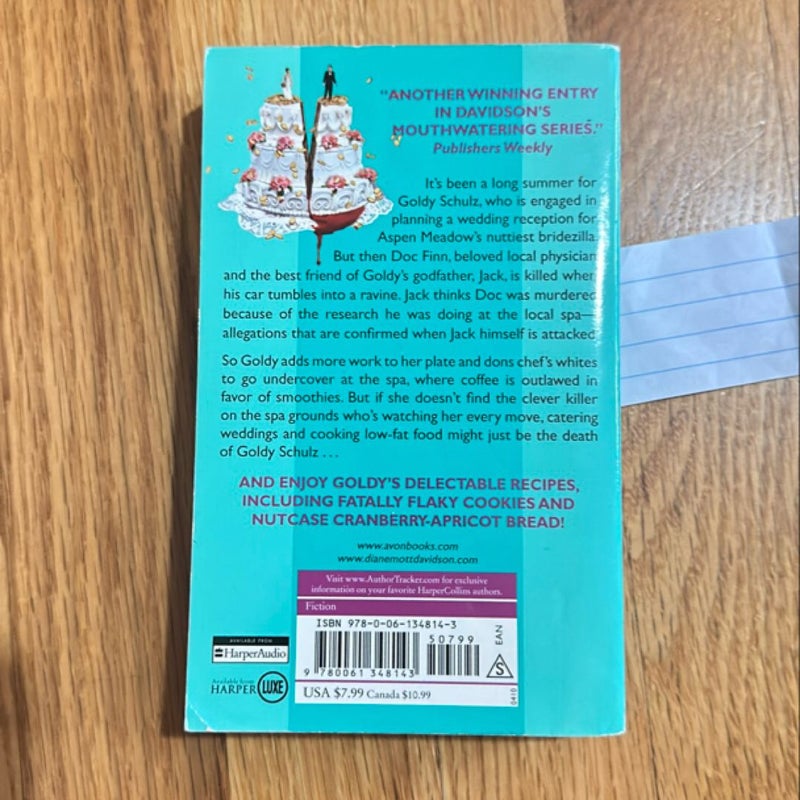 "ANOTHER WINNING ENTRY
IN DAVIDSON'S
MOUTHWATERING SERIES."
Publishers Weekly
It's been a long summer for
Goldy Schulz, who is engaged in
planning a wedding reception for
Aspen Meadow's nuttiest bridezilla.
But then Doc Finn, beloved local physician
and the best friend of Goldy's godfather, Jack, is killed when
his car tumbles into a ravine. Jack thinks Doc was murdered
because of the research he was doing at the local spa—
allegations that are confirmed when Jack himself is attacked.
So Goldy adds more work to her plate and dons chef's whites
to go undercover at the spa, where coffee is outlawed in
favor of smoothies. But if she doesn't find the clever killer
on the spa grounds who's watching her every move, catering
weddings and cooking low-fat food might just be the death
of Goldy Schulz . . .
AND ENJOY GOLDY'S DELECTABLE RECIPES,
INCLUDING FATALLY FLAKY COOKIES AND
NUTCASE CRANBERRY-APRICOT BREAD!
www.avonbooks.com
www.dianemottdavidson.com
Visit www.AuthorTracker.com for exclusive
information on your favorite HarperCollins authors.
Fiction
ISBN 978-0-06-134814-3
50799
EAN
9 780061 348143
S
USA $7.99 Canada $10.99
0410
AVAILABLE FROM
HarperAudio
Available from
HARPER LUXE